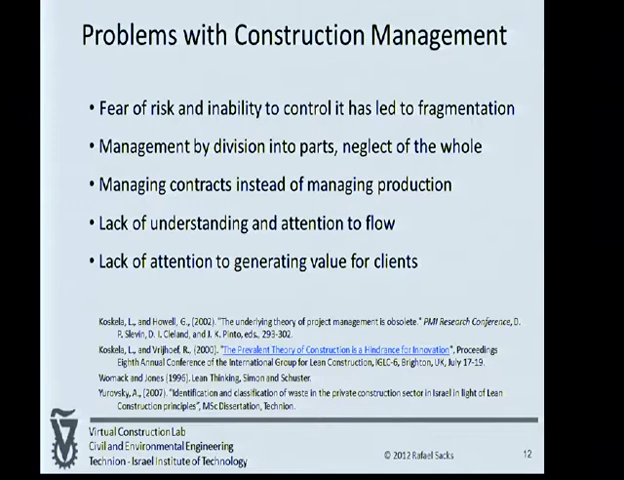 Problems with Construction Management
• Fear of risk and inability to control it has led to fragmentation
• Management by division into parts, neglect of the whole
• Managing contracts instead of managing production
• Lack of understanding and attention to flow
• Lack of attention to generating value for clients
Koskela, L., and Howell, G., (2002). "The underlying theory of project management is obsolete." PMI Research Conference, D.
P. Slevin, D. I. Cleland, and J. K. Pinto, eds., 293-302.
Koskela, L., and Vrijhoef, R., (2000). "The Prevalent Theory of Construction is a Hindrance for Innovation", Proceedings
Eighth Annual Conference of the International Group for Lean Construction, IGLC-6, Brighton, UK, July 17-19.
Womack and Jones (1996). Lean Thinking, Simon and Schuster.
Yurovsky, A., (2007). "Identification and classification of waste in the private construction sector in Israel in light of Lean
Construction principles", MSc Dissertation, Technion.
Virtual Construction Lab
Civil and Environmental Engineering
Technion - Israel Institute of Technology
© 2012 Rafael Sacks
12